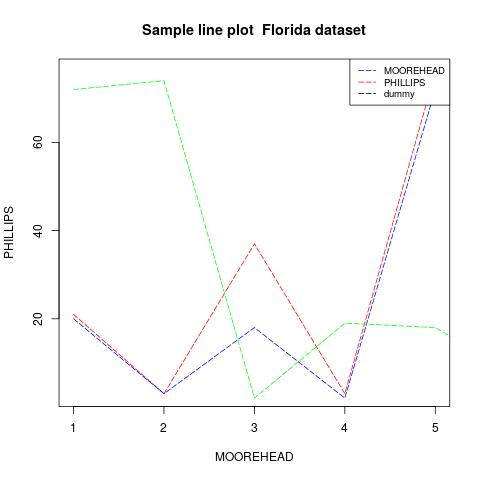 Sample line plot  Florida dataset
MOOREHEAD
PHILLIPS
dummy
PHILLIPS
60
40
20
1 2 3 4 5
MOOREHEAD